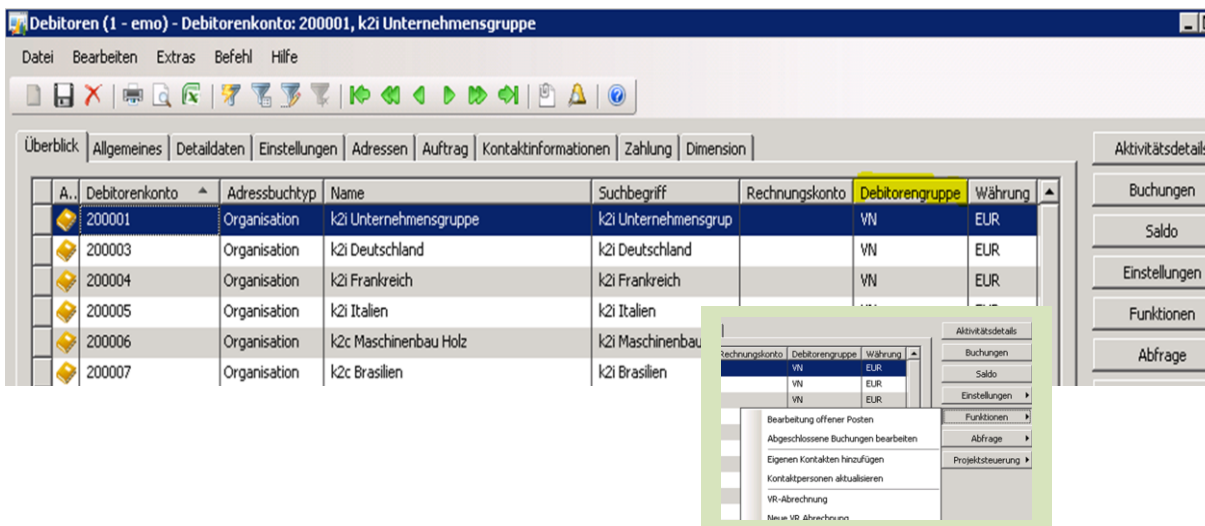 Debitoren (1 - emo) - Debitorenkonto: 200001, k2i Unternehmensgruppe
Datei Bearbeiten Extras Befehl Hilfe
Überblick Allgemeines Detaildaten Einstellungen Adressen Auftrag Kontaktinformationen Zahlung Dimension
Aktivitätsdetails
A.. Debitorenkonto Adressbuchtyp Name Suchbegriff Rechnungskonto Debitorengruppe Währung
200001 Organisation k2i Unternehmensgruppe k2i Unternehmensgrup VN EUR
200003 Organisation k2i Deutschland k2i Deutschland VN EUR
200004 Organisation k2i Frankreich k2i Frankreich VN EUR
200005 Organisation k2i Italien k2i Italien
200006 Organisation k2c Maschinenbau Holz k2i Maschinenbau
200007 Organisation k2c Brasilien k2i Brasilien
Buchungen
Saldo
Einstellungen
Funktionen
Abfrage
Aktivitätsdetails
Rechnungskonto Debitorengruppe Währung
VN EUR
VN EUR
VN EUR
Buchungen
Saldo
Einstellungen
Funktionen
Abfrage
Projektsteuerung
Bearbeitung offener Posten
Abgeschlossene Buchungen bearbeiten
Eigenen Kontakten hinzufügen
Kontaktpersonen aktualisieren
VR-Abrechnung
Neue VR Abrechnung